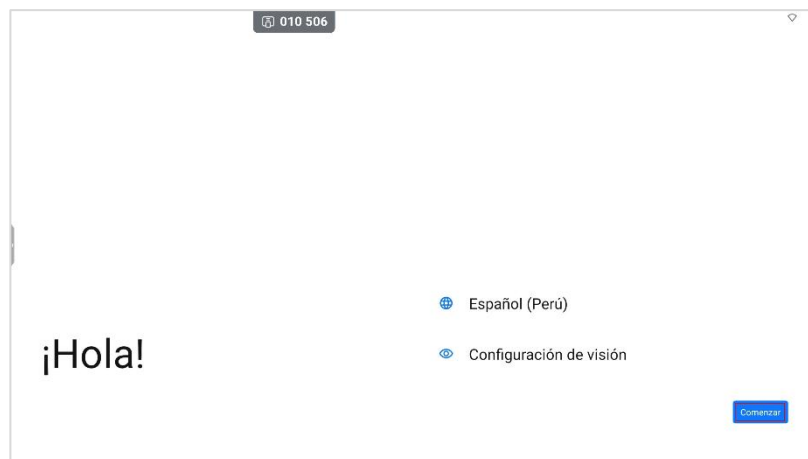 010 506
Español (Perú)
¡Hola!
Configuración de visión
Comenzar